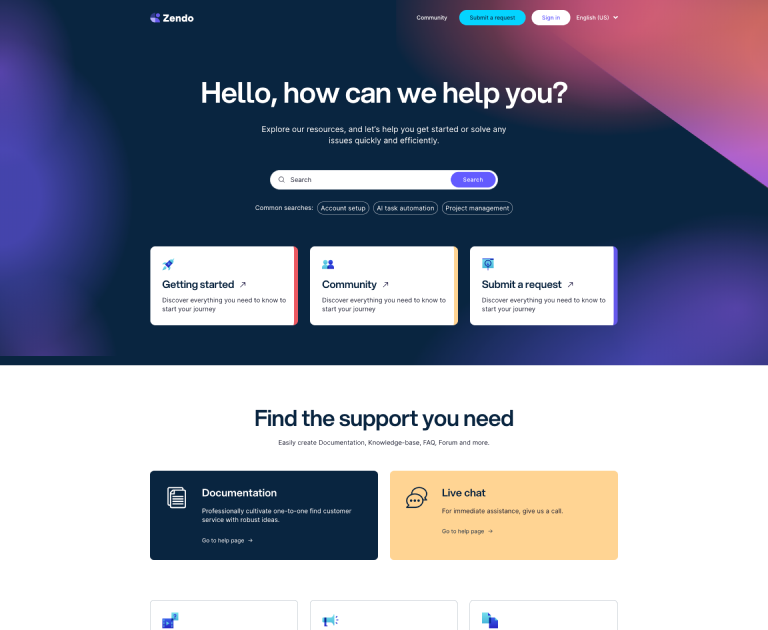 Zendo
Community
Submit a request
Sign in
English (US)
Hello, how can we help you?
Explore our resources, and let's help you get started or solve any
issues quickly and efficiently.
Search
Search
Common searches:
Account setup
AI task automation
Project management
Getting started
Discover everything you need to know to
start your journey
Community
Discover everything you need to know to
start your journey
Submit a request
Discover everything you need to know to
start your journey
Find the support you need
Easily create Documentation, Knowledge-base, FAQ, Forum and more.
Documentation
Professionally cultivate one-to-one find customer
service with robust ideas.
Go to help page
Live chat
For immediate assistance, give us a call.
Go to help page